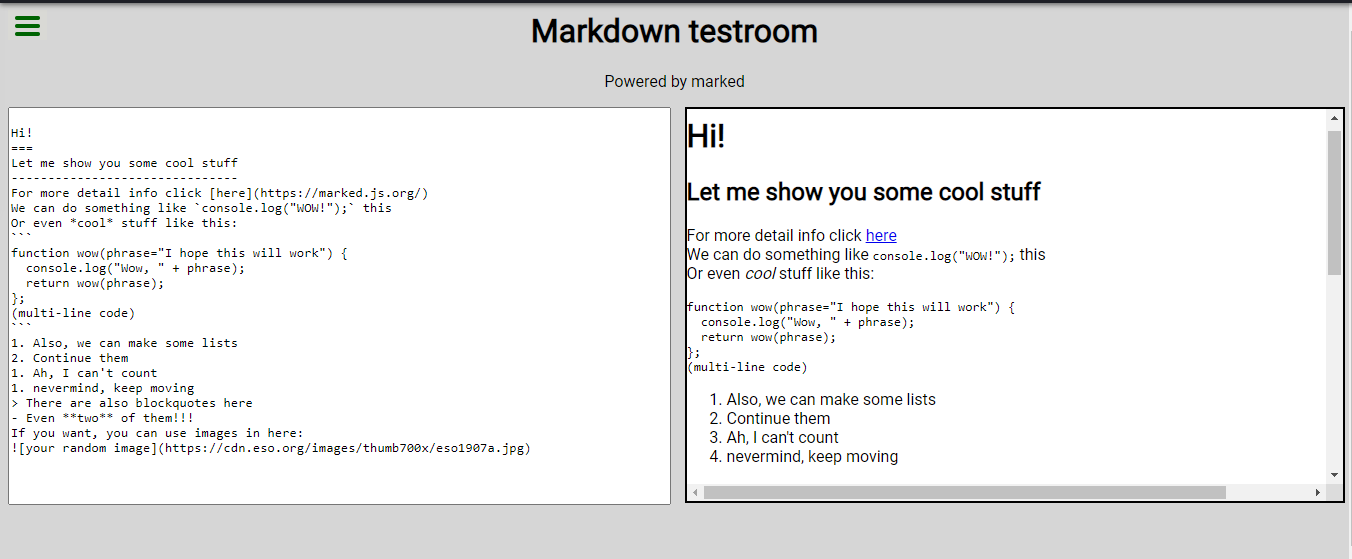 Markdown testroom
Powered by marked
Hi!
===
Let me show you some cool stuff
-------------------------------
For more detail info click [here](https://marked.js.org/)
We can do something like `console.log("WOW!");` this
Or even *cool* stuff like this:
```
function wow(phrase="I hope this will work") {
  console.log("Wow, " + phrase);
  return wow(phrase);
};
(multi-line code)
```
1. Also, we can make some lists
2. Continue them
1. Ah, I can't count
1. nevermind, keep moving
> There are also blockquotes here
- Even **two** of them!!!
If you want, you can use images in here:
![your random image](https://cdn.eso.org/images/thumb700x/eso1907a.jpg)
Hi!
Let me show you some cool stuff
For more detail info click here
We can do something like console.log("WOW!"); this
Or even cool stuff like this:
function wow(phrase="I hope this will work") {
  console.log("Wow, " + phrase);
  return wow(phrase);
};
(multi-line code)
1. Also, we can make some lists
2. Continue them
3. Ah, I can't count
4. nevermind, keep moving